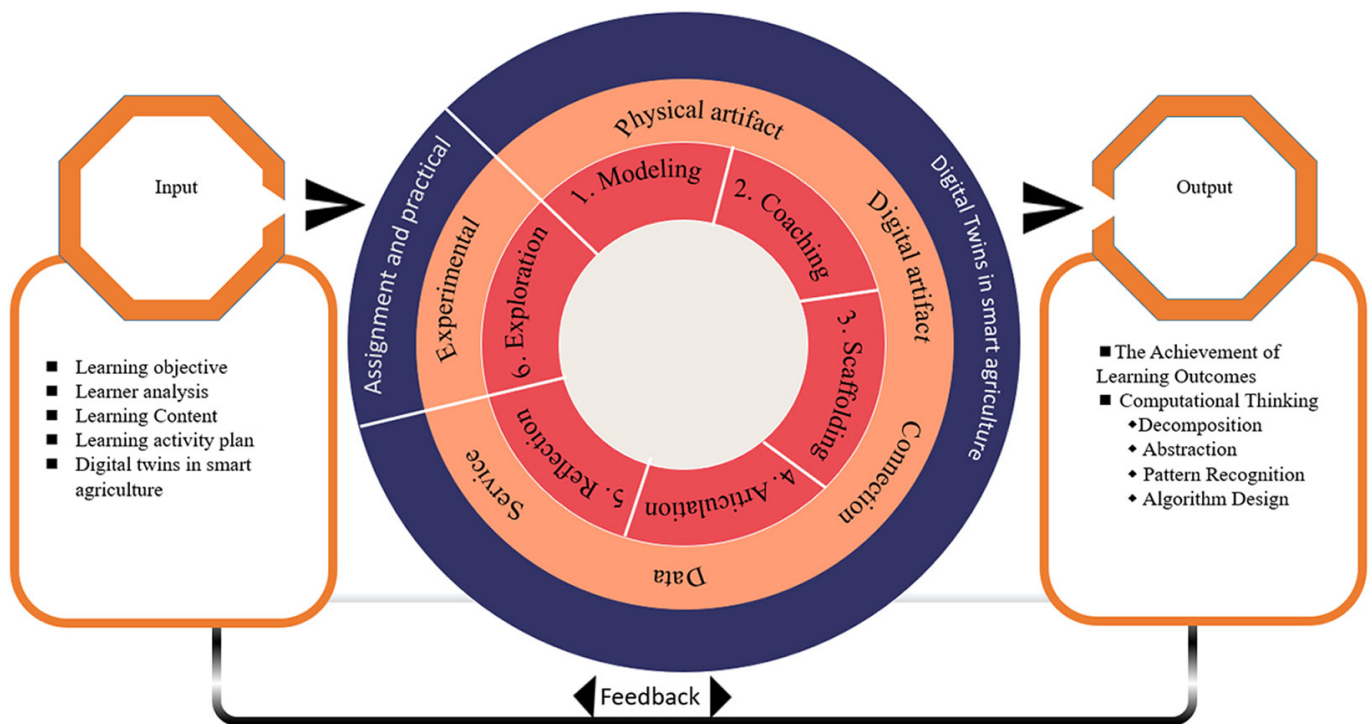 Input
■ Learning objective
■ Learner analysis
■ Learning Content
■ Learning activity plan
■ Digital twins in smart
agriculture
Assignment and practical
Digital Twins in smart agriculture
Experimental
Physical artifact
Digital artifact
Connection
Data
Service
1. Modeling
2. Coaching
3. Scaffolding
4. Articulation
5. Reflection
6. Exploration
Output
■ The Achievement of
Learning Outcomes
■ Computational Thinking
◆Decomposition
◆ Abstraction
◆ Pattern Recognition
◆ Algorithm Design
Feedback